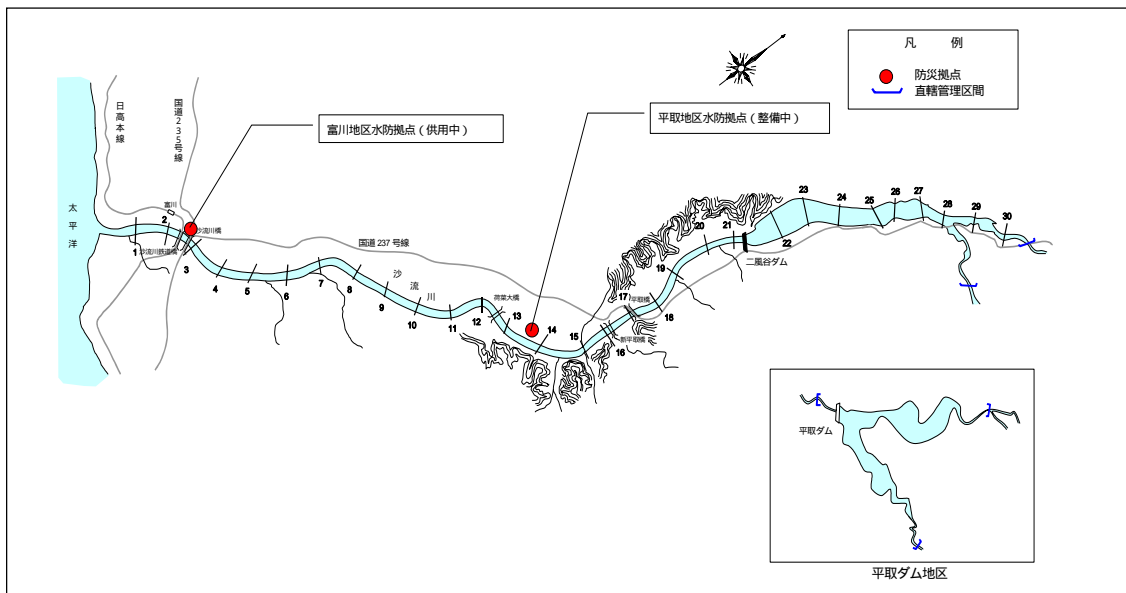 凡 例
防災拠点
直轄管理区間
富川地区水防拠点(供用中)
平取地区水防拠点(整備中)
日高本線
国道235号線
太平洋
富川
沙流川橋
沙流川鉄道橋
国道 237 号線
沙流川
荷菜大橋
平取橋
新平取橋
二風谷ダム
1
2
3
4
5
6
7
8
9
10
11
12
13
14
15
16
17
18
19
20
21
22
23
24
25
26
27
28
29
30
平取ダム
平取ダム地区